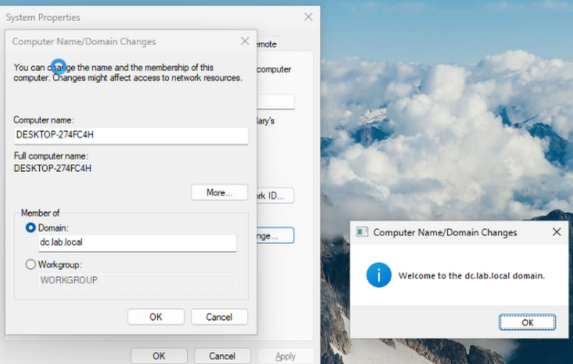 System Properties
Computer Name/Domain Changes
emote
You can change the name and the membership of this
computer. Changes might affect access to network resources.
computer
lary's
Computer name:
DESKTOP-274FC4H
Full computer name:
DESKTOP-274FC4H
More...
rk ID...
Member of
Domain:
dc.lab.local
nge...
Workgroup:
WORKGROUP
OK
Cancel
OK
Cancel
Apply
Computer Name/Domain Changes
Welcome to the dc.lab.local domain.
OK